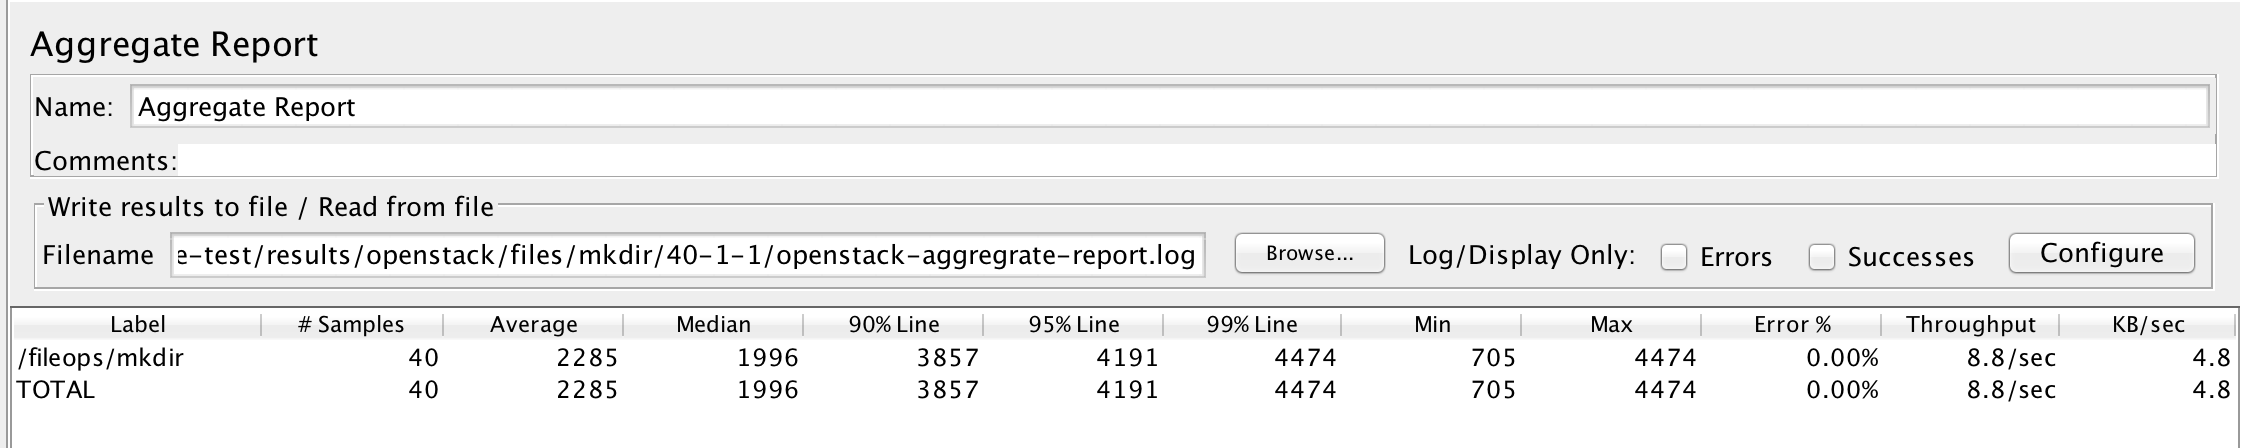 Aggregate Report
Name: Aggregate Report
Comments:
Write results to file / Read from file
Filename e-test/results/openstack/files/mkdir/40-1-1/openstack-aggregrate-report.log Browse... Log/Display Only: Errors Successes Configure
Label # Samples Average Median 90% Line 95% Line 99% Line Min Max Error % Throughput KB/sec
/fileops/mkdir 40 2285 1996 3857 4191 4474 705 4474 0.00% 8.8/sec 4.8
TOTAL 40 2285 1996 3857 4191 4474 705 4474 0.00% 8.8/sec 4.8